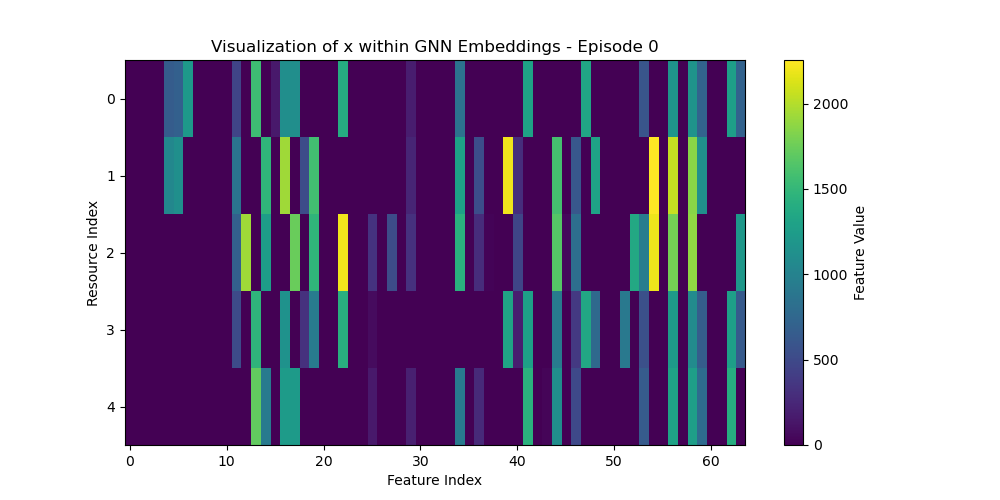 Visualization of x within GNN Embeddings - Episode 0
Resource Index
0
1
2
3
4
0 10 20 30 40 50 60
Feature Index
2000
1500
1000
500
0
Feature Value